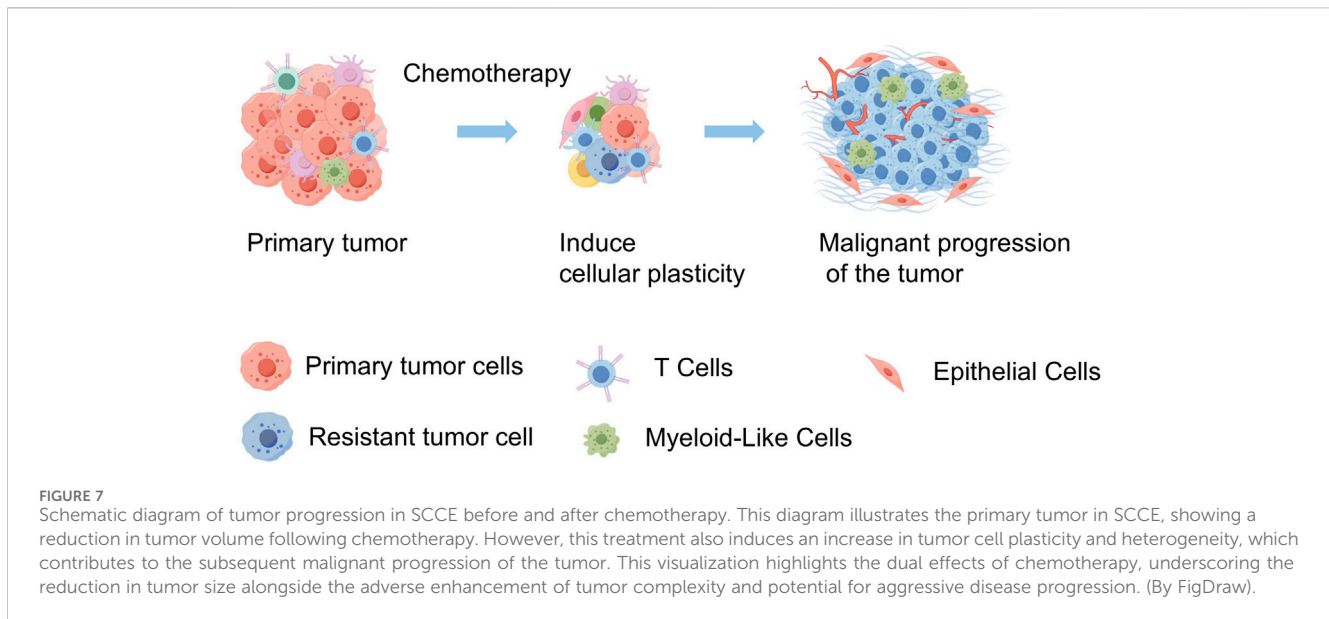 Chemotherapy
Primary tumor
Induce
cellular plasticity
Malignant progression
of the tumor
Primary tumor cells
T Cells
Epithelial Cells
Resistant tumor cell
Myeloid-Like Cells
FIGURE 7
Schematic diagram of tumor progression in SCCE before and after chemotherapy. This diagram illustrates the primary tumor in SCCE, showing a
reduction in tumor volume following chemotherapy. However, this treatment also induces an increase in tumor cell plasticity and heterogeneity, which
contributes to the subsequent malignant progression of the tumor. This visualization highlights the dual effects of chemotherapy, underscoring the
reduction in tumor size alongside the adverse enhancement of tumor complexity and potential for aggressive disease progression. (By FigDraw).